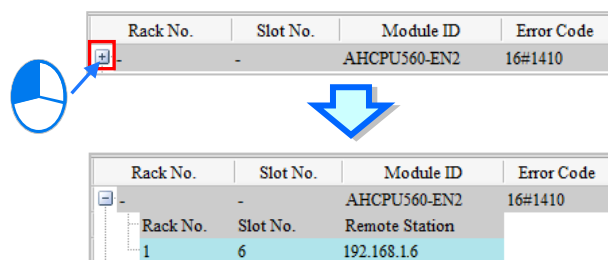 Rack No. Slot No. Module ID Error Code
- - AHCPU560-EN2 16#1410
Rack No. Slot No. Module ID Error Code
- - AHCPU560-EN2 16#1410
Rack No. Slot No. Remote Station
1 6 192.168.1.6